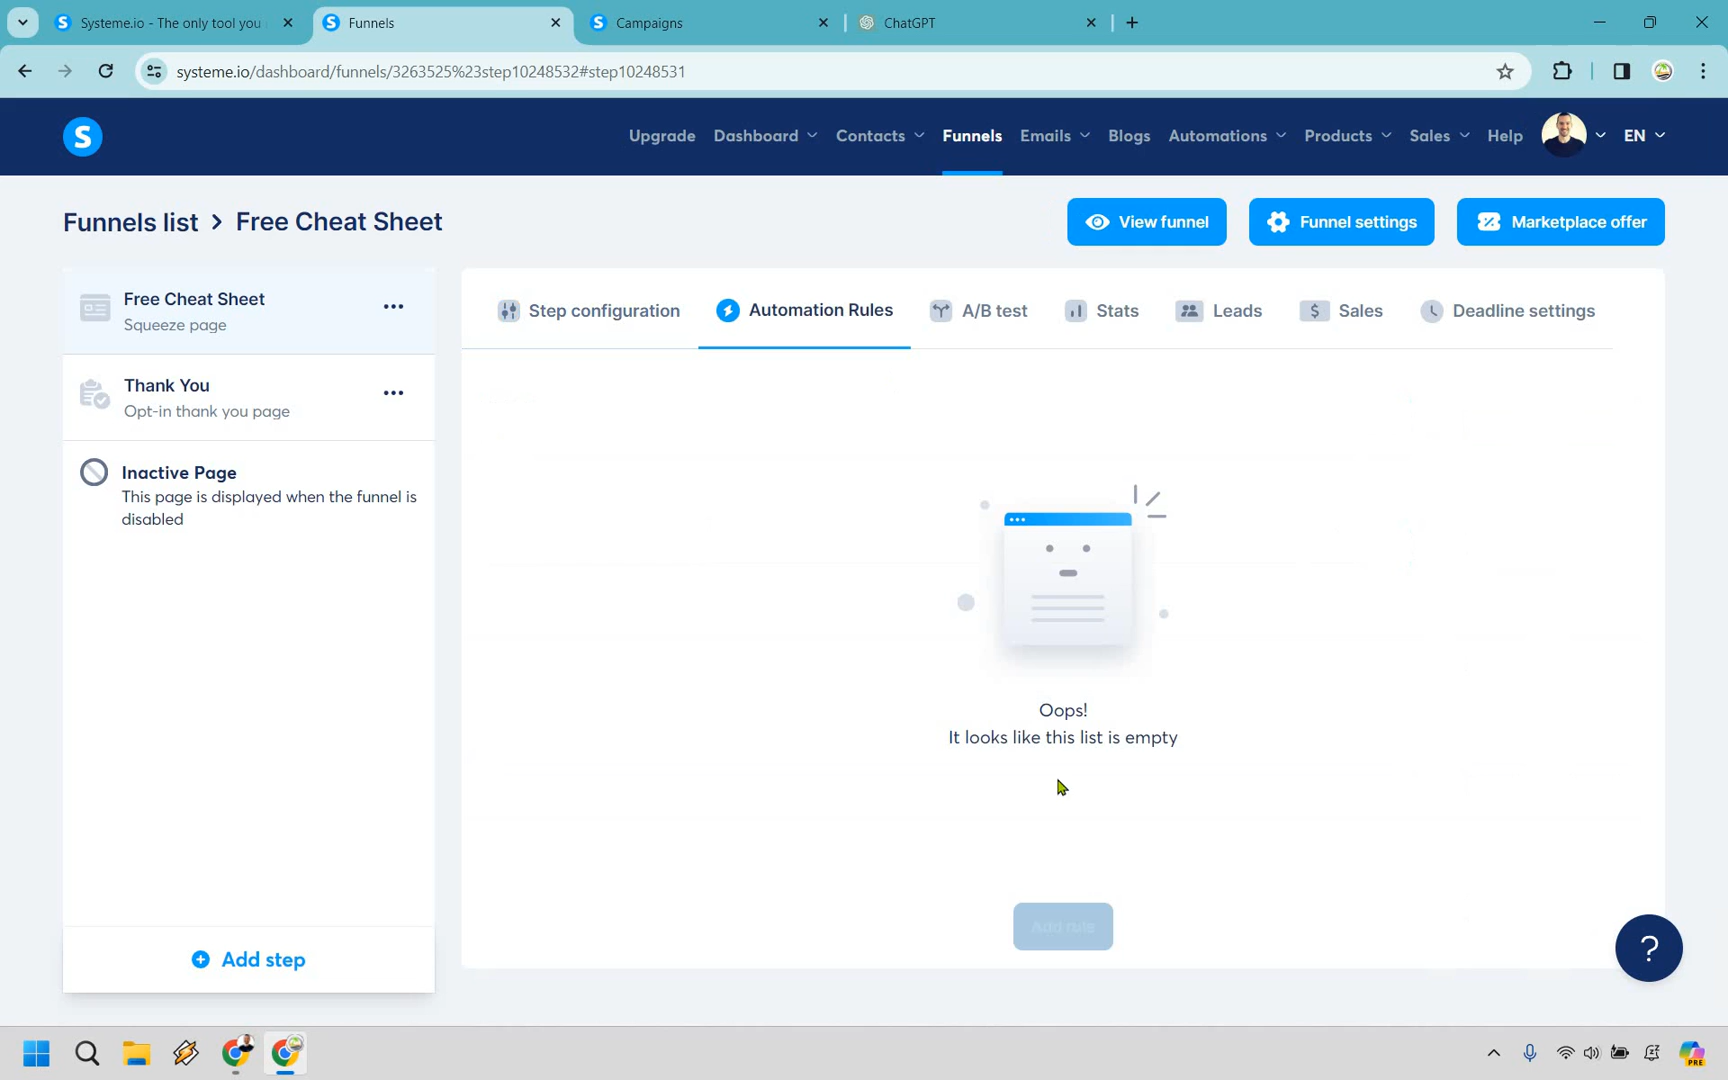 Systeme.io - The only tool you
Funnels
Campaigns
ChatGPT
systeme.io/dashboard/funnels/3263525%23step10248532#step10248531
S
Upgrade
Dashboard
Contacts
Funnels
Emails
Blogs
Automations
Products
Sales
Help
EN
Funnels list > Free Cheat Sheet
View funnel
Funnel settings
Marketplace offer
Free Cheat Sheet
Squeeze page
Thank You
Opt-in thank you page
Inactive Page
This page is displayed when the funnel is
disabled
Add step
Step configuration
Automation Rules
A/B test
Stats
Leads
Sales
Deadline settings
Oops!
It looks like this list is empty
Add rule
?
PRE